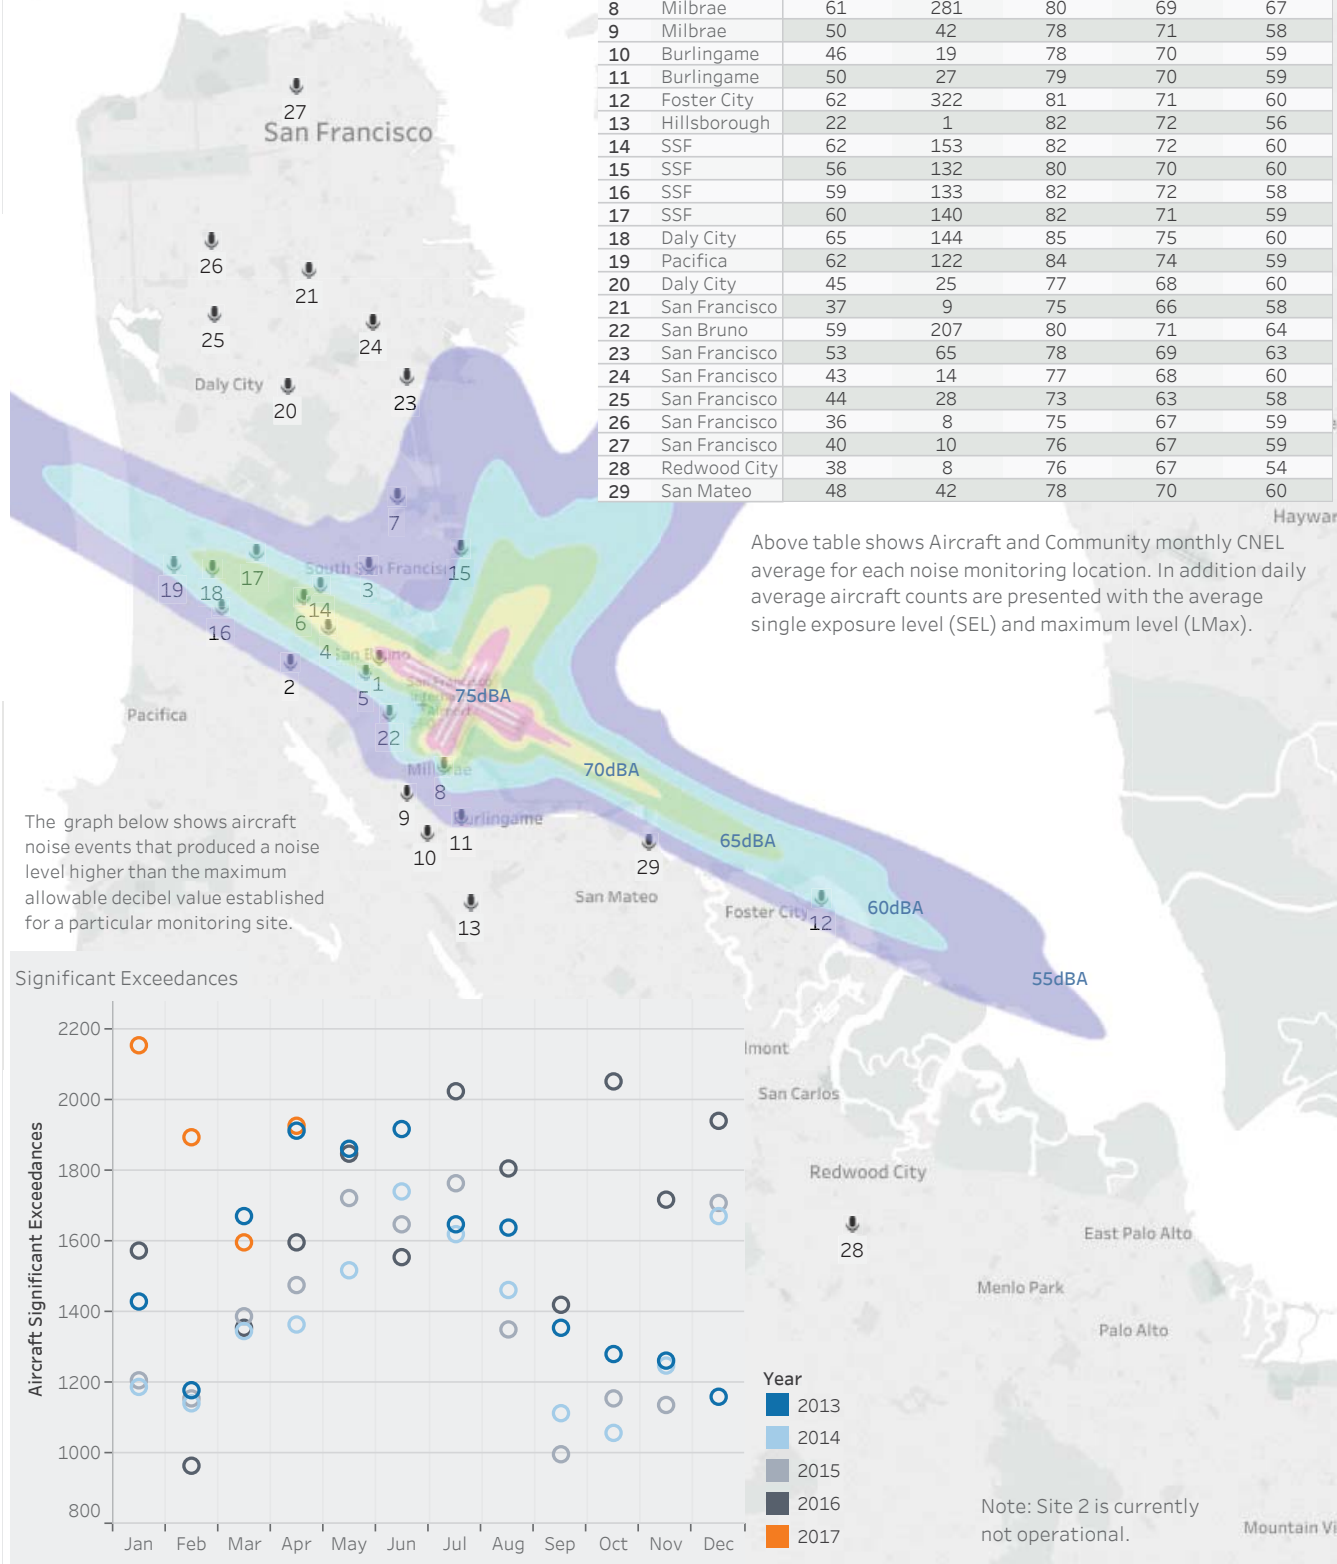 8 Milbrae 61 281 80 69 67
9 Milbrae 50 42 78 71 58
10 Burlingame 46 19 78 70 59
11 Burlingame 50 27 79 70 59
12 Foster City 62 322 81 71 60
13 Hillsborough 22 1 82 72 56
14 SSF 62 153 82 72 60
15 SSF 56 132 80 70 60
16 SSF 59 133 82 72 58
17 SSF 60 140 82 71 59
18 Daly City 65 144 85 75 60
19 Pacifica 62 122 84 74 59
20 Daly City 45 25 77 68 60
21 San Francisco 37 9 75 66 58
22 San Bruno 59 207 80 71 64
23 San Francisco 53 65 78 69 63
24 San Francisco 43 14 77 68 60
25 San Francisco 44 28 73 63 58
26 San Francisco 36 8 75 67 59
27 San Francisco 40 10 76 67 59
28 Redwood City 38 8 76 67 54
29 San Mateo 48 42 78 70 60
Above table shows Aircraft and Community monthly CNEL
average for each noise monitoring location. In addition daily
average aircraft counts are presented with the average
single exposure level (SEL) and maximum level (LMax).
27
San Francisco
26
21
25
24
Daly City
20
23
7
Haywar
South San Francisco
15
19
18
17
3
14
6
16
4
San Bruno
2
5
1
San Francisco
International
Airport
75dBA
Pacifica
22
70dBA
Millbrae
8
9
Burlingame
11
10
65dBA
29
San Mateo
Foster City
12
60dBA
13
55dBA
lmont
San Carlos
Redwood City
28
East Palo Alto
Menlo Park
Palo Alto
Mountain Vi
The graph below shows aircraft
noise events that produced a noise
level higher than the maximum
allowable decibel value established
for a particular monitoring site.
Significant Exceedances
Aircraft Significant Exceedances
2200
2000
1800
1600
1400
1200
1000
800
Jan Feb Mar Apr May Jun Jul Aug Sep Oct Nov Dec
Year
2013
2014
2015
2016
2017
Note: Site 2 is currently
not operational.